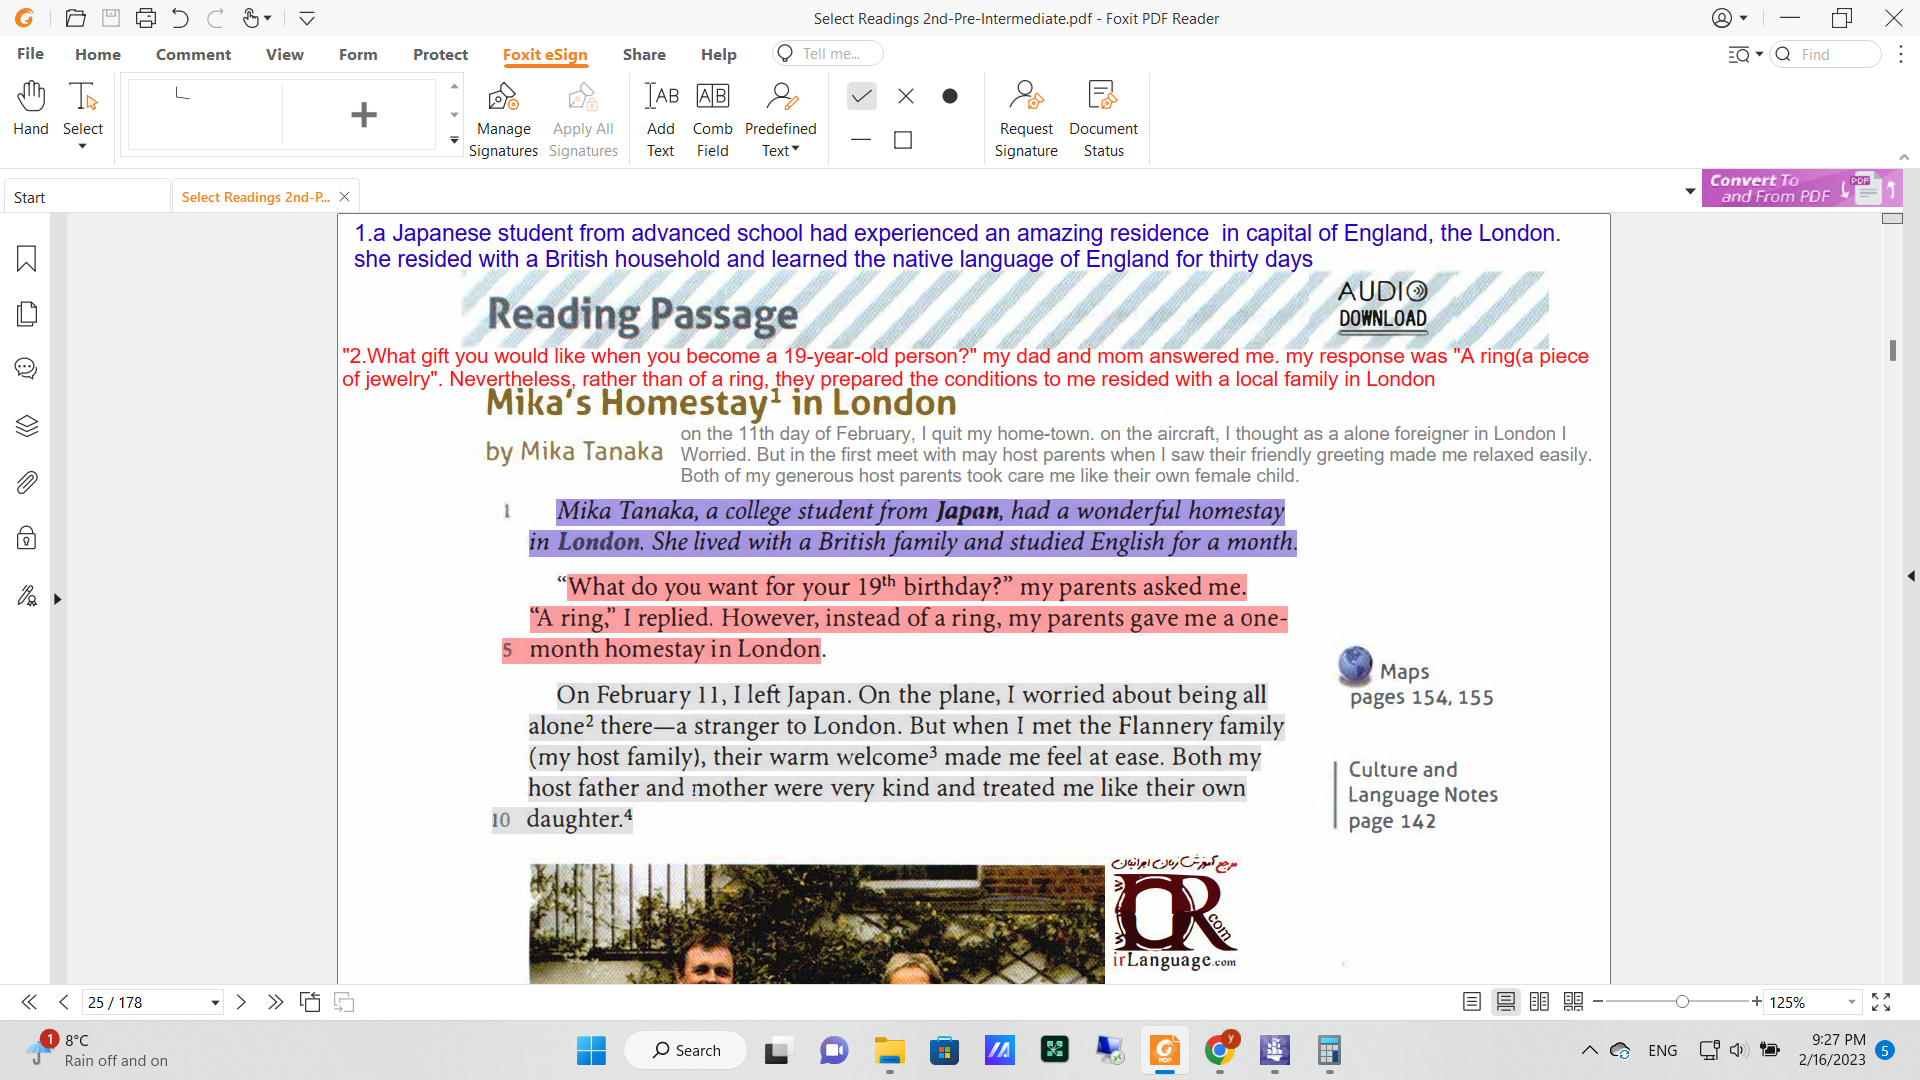 Select Readings 2nd-Pre-Intermediate.pdf - Foxit PDF Reader
File Home Comment View Form Protect Foxit eSign Share Help Tell me... Find
Hand Select Manage Signatures Apply All Signatures Add Text Comb Field Predefined Text Request Signature Document Status
Start Select Readings 2nd-P... Convert To and From PDF PDF
1.a Japanese student from advanced school had experienced an amazing residence in capital of England, the London.
she resided with a British household and learned the native language of England for thirty days
Reading Passage
AUDIO
DOWNLOAD
"2.What gift you would like when you become a 19-year-old person?" my dad and mom answered me. my response was "A ring(a piece
of jewelry". Nevertheless, rather than of a ring, they prepared the conditions to me resided with a local family in London
Mika's Homestay¹ in London
by Mika Tanaka
on the 11th day of February, I quit my home-town. on the aircraft, I thought as a alone foreigner in London I
Worried. But in the first meet with may host parents when I saw their friendly greeting made me relaxed easily.
Both of my generous host parents took care me like their own female child.
1 Mika Tanaka, a college student from Japan, had a wonderful homestay
in London. She lived with a British family and studied English for a month.
“What do you want for your 19th birthday?” my parents asked me.
“A ring,” I replied. However, instead of a ring, my parents gave me a one-
5 month homestay in London.
On February 11, I left Japan. On the plane, I worried about being all
alone² there—a stranger to London. But when I met the Flannery family
(my host family), their warm welcome³ made me feel at ease. Both my
host father and mother were very kind and treated me like their own
10 daughter.⁴
Maps
pages 154, 155
Culture and
Language Notes
page 142
مرجع آموزش زبان ایرانیان
www
.com
irLanguage.com
25 / 178
125%
1
8°C
Rain off and on
Search
y
ENG
9:27 PM
2/16/2023
5